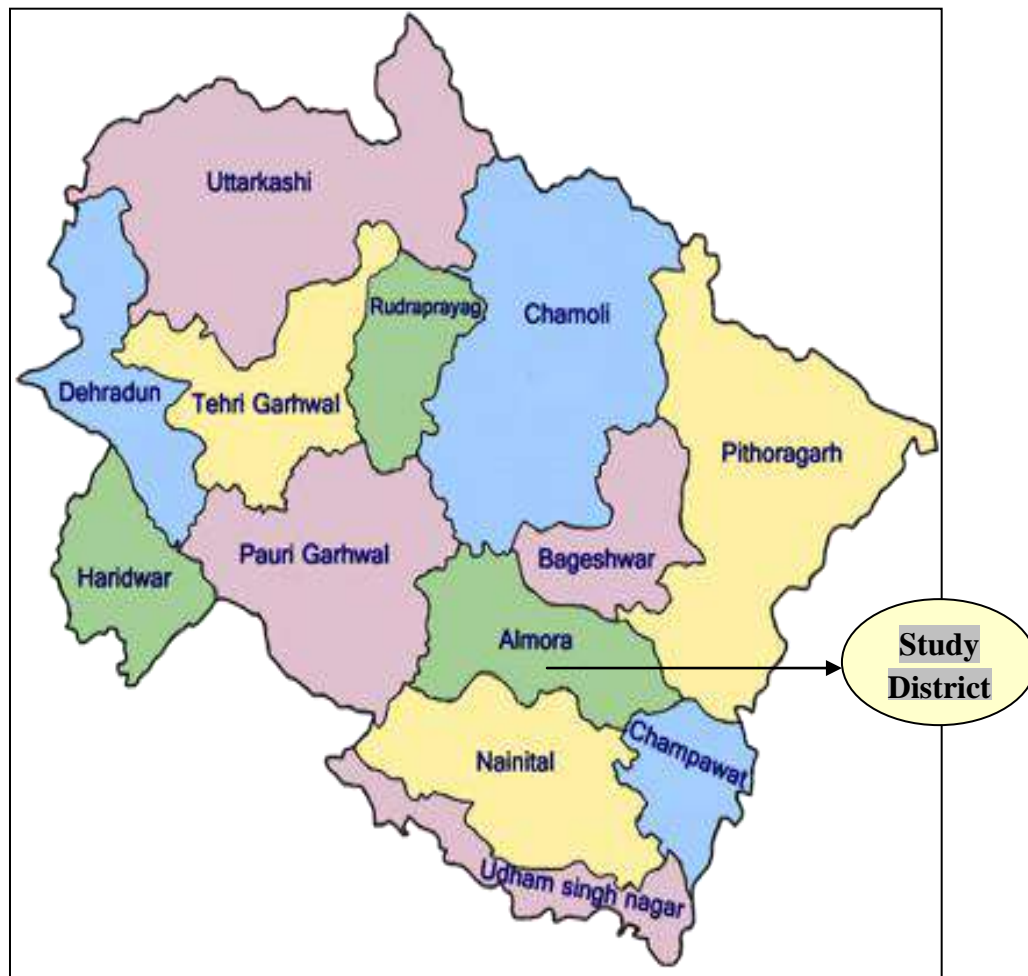 Uttarkashi
Rudraprayag
Chamoli
Dehradun
Tehri Garhwal
Pithoragarh
Pauri Garhwal
Bageshwar
Haridwar
Almora
Study
District
Champawat
Nainital
Udham singh nagar